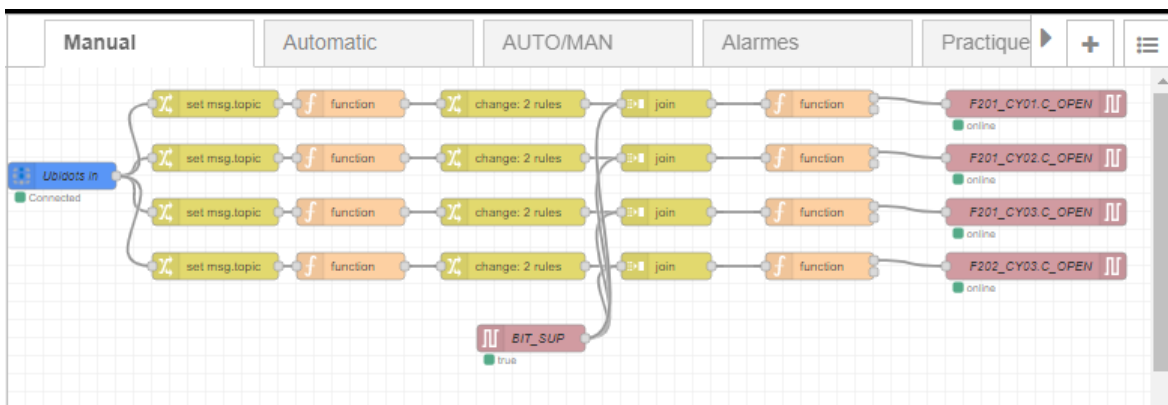 Manual Automatic AUTO/MAN Alarmes Practique
set msg.topic function change: 2 rules join function F201_CY01.C_OPEN
online
set msg.topic function change: 2 rules join function F201_CY02.C_OPEN
Ubidots in online
Connected
set msg.topic function change: 2 rules join function F201_CY03.C_OPEN
online
set msg.topic function change: 2 rules join function F202_CY03.C_OPEN
online
BIT_SUP
true